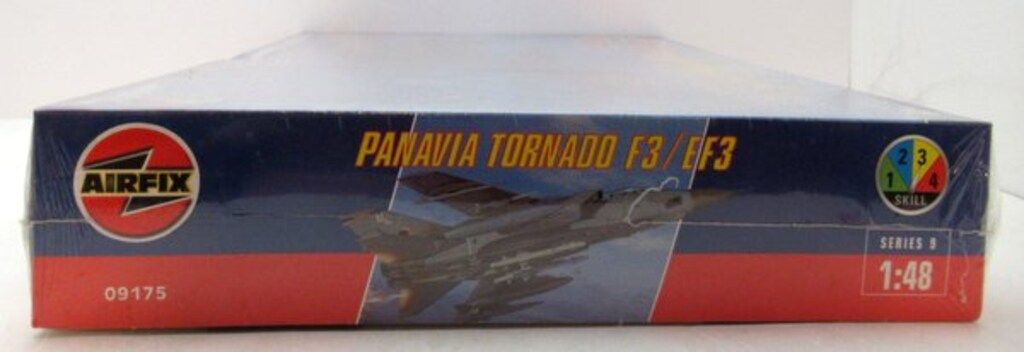 AIRFIX
09175
PANAVIA TORNADO F3/EF3
2 3
1 4
SKILL
SERIES 9
1:48